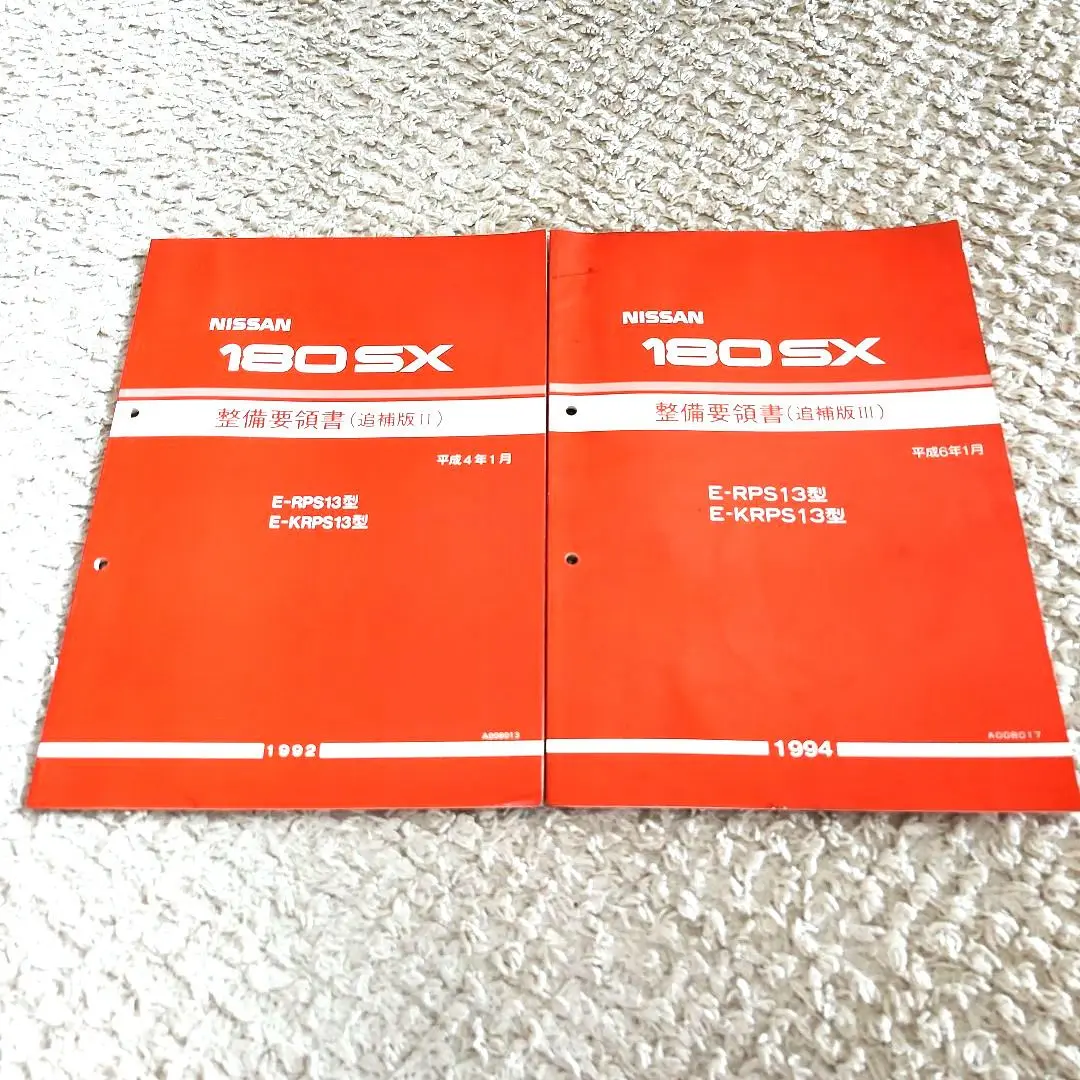 NISSAN
180SX
整備要領書(追補版II)
平成4年1月
E-RPS13型
E-KRPS13型
1992
NISSAN
180SX
整備要領書(追補版III)
平成6年1月
E-RPS13型
E-KRPS13型
A008017
1994